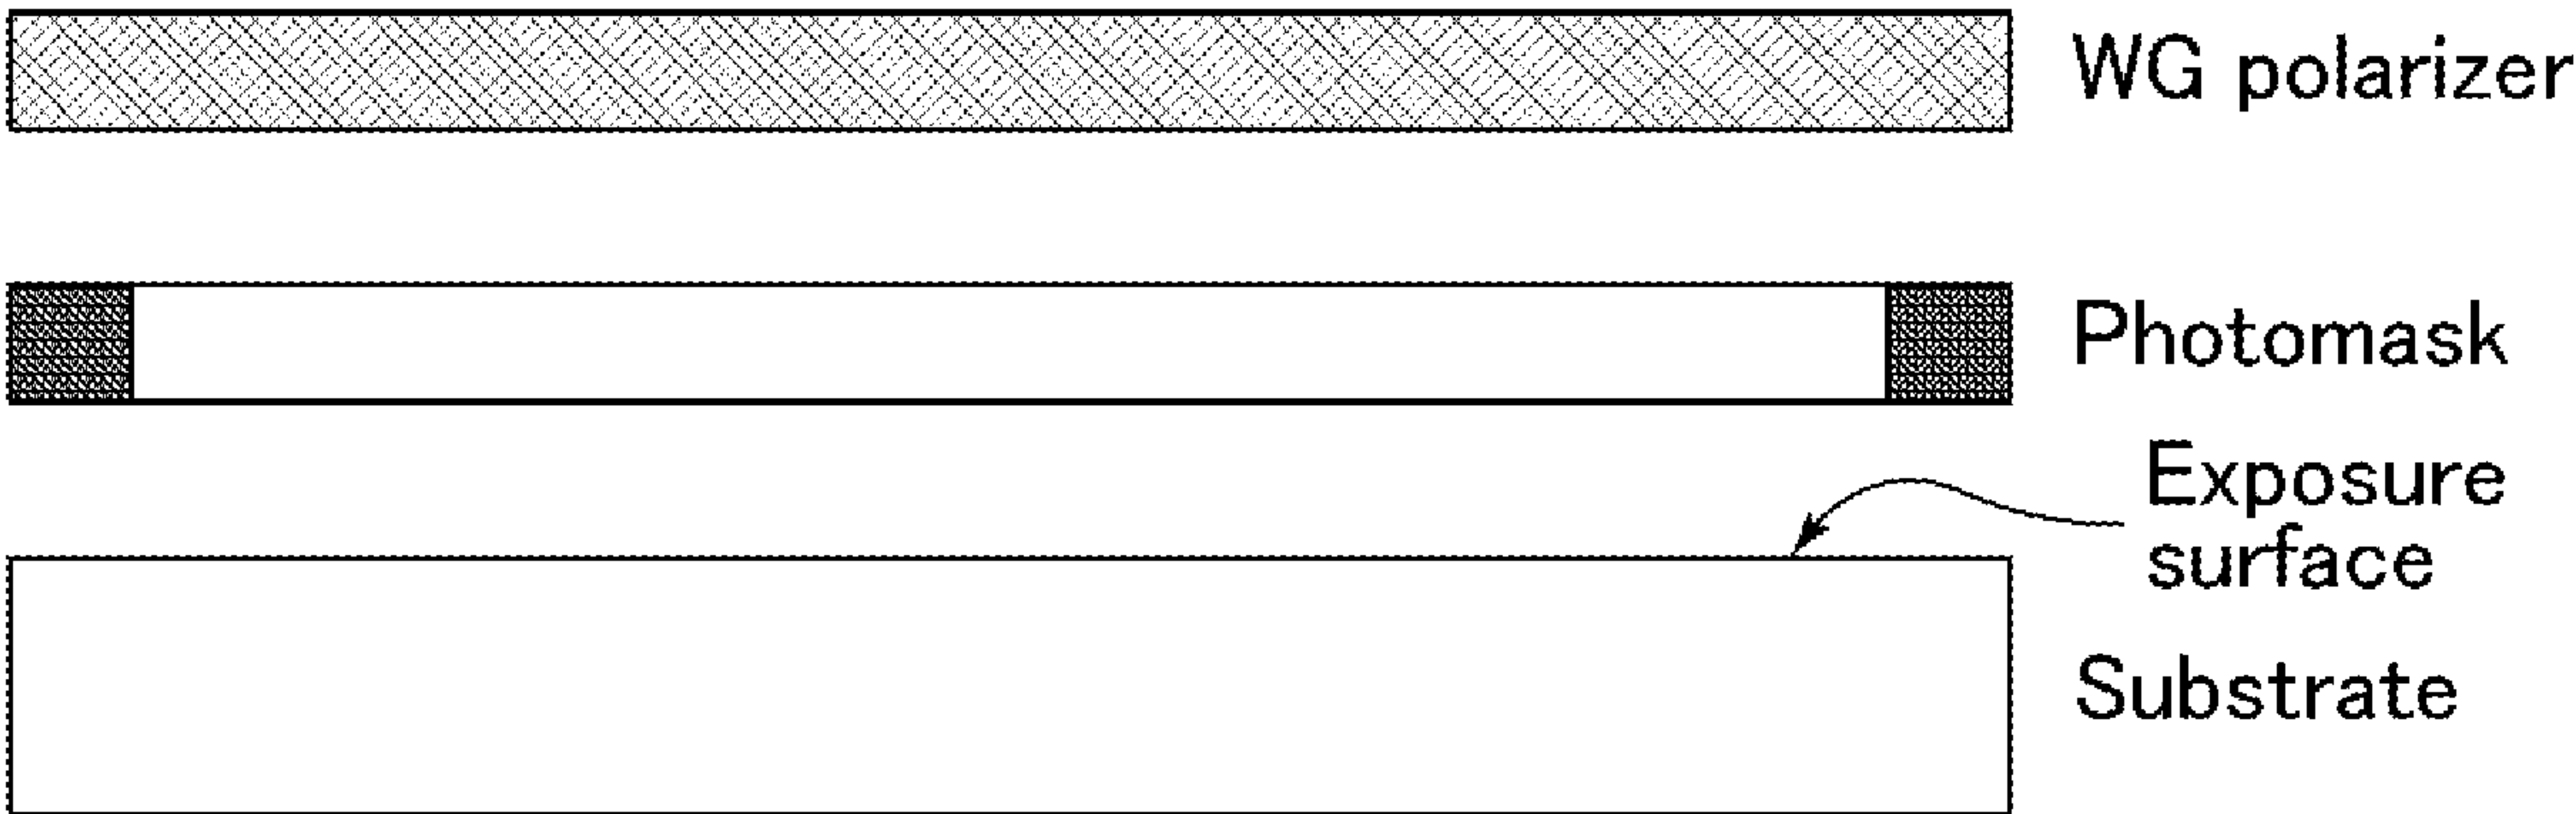 WG polarizer
Photomask
Exposure
surface
Substrate